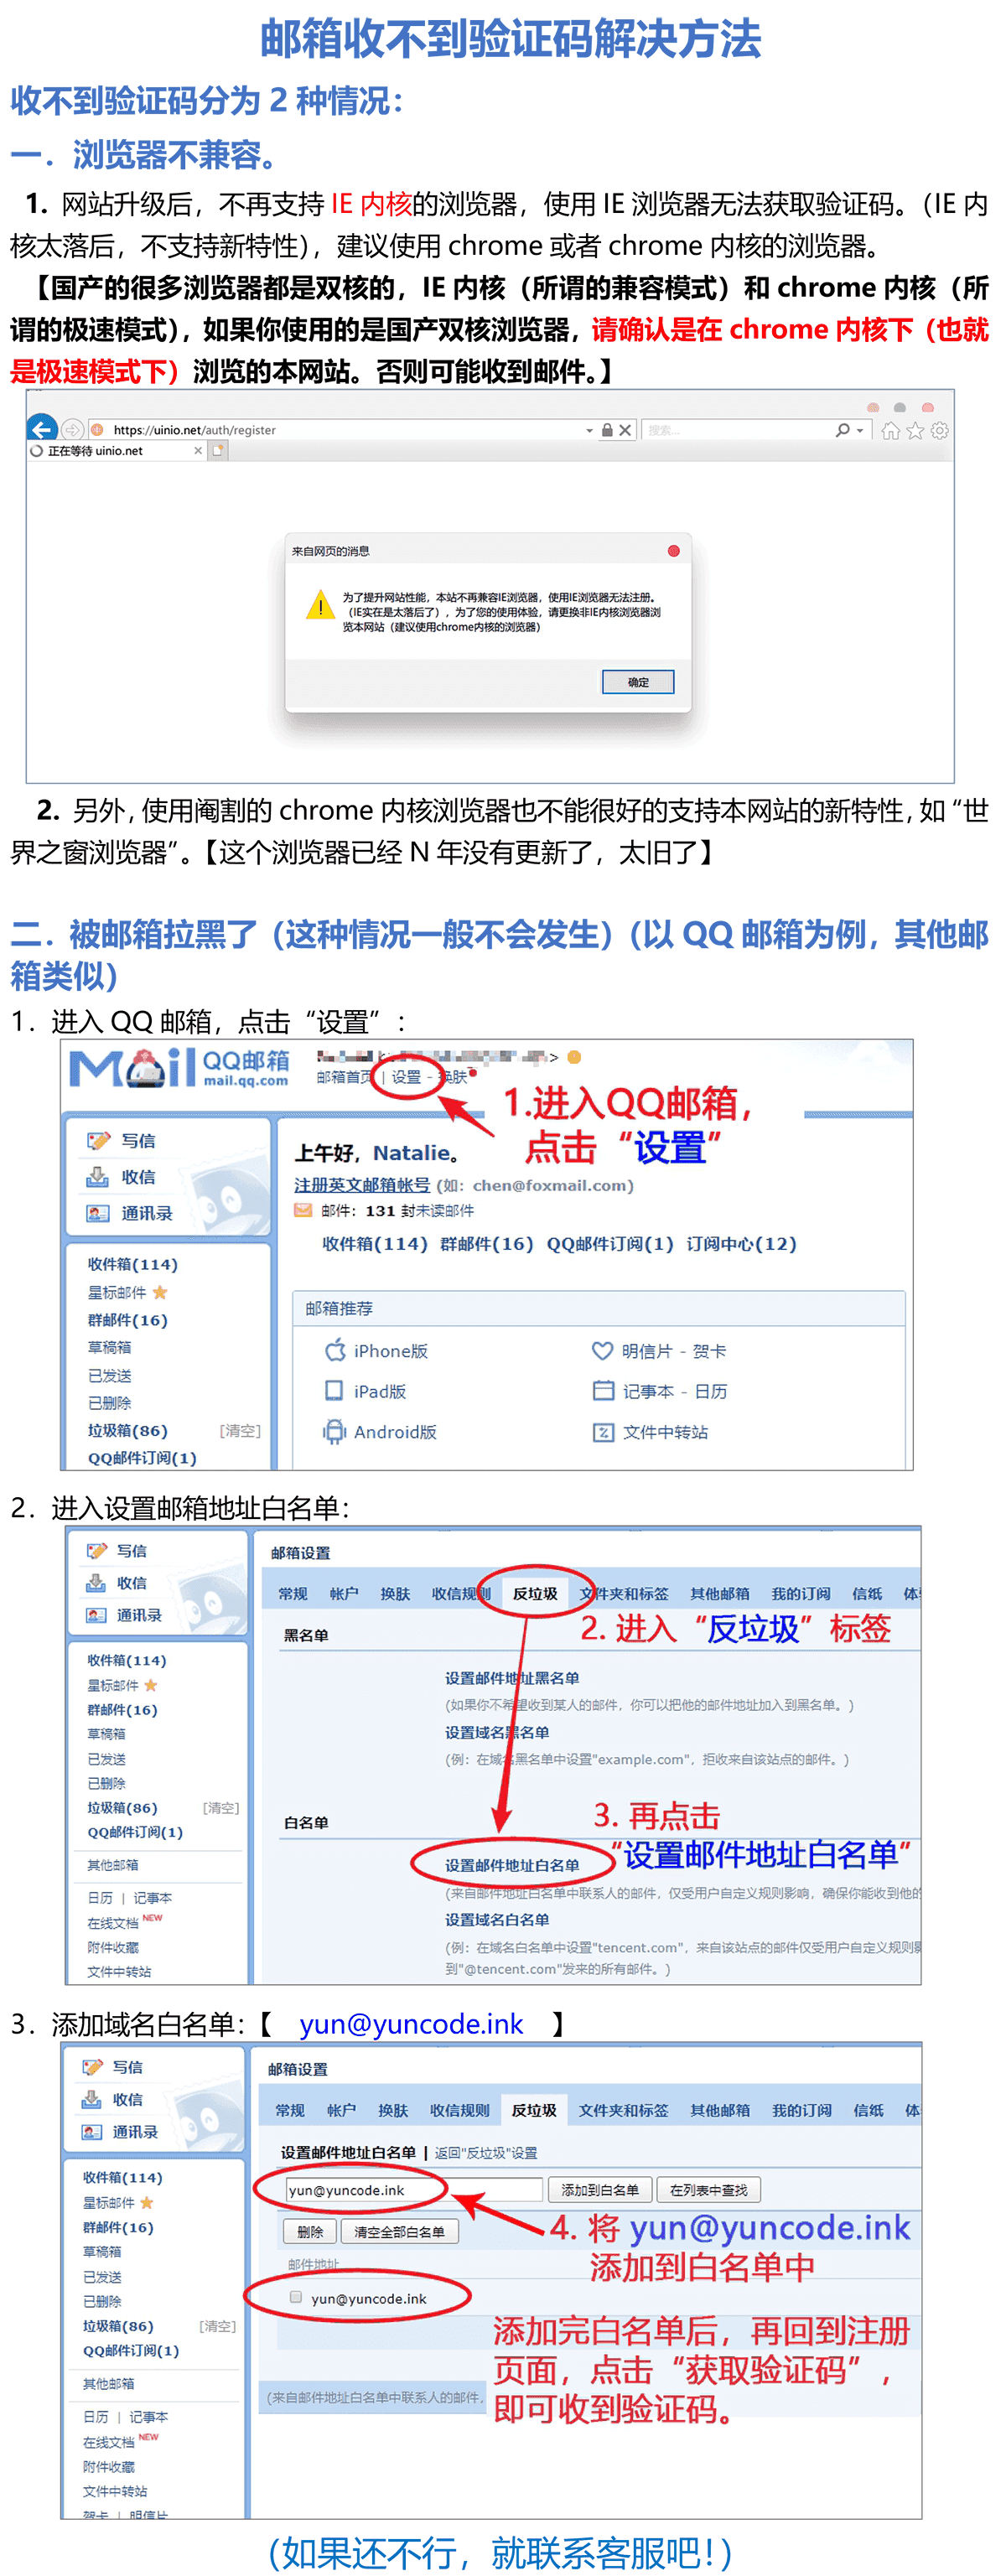 邮箱收不到验证码解决方法
收不到验证码分为 2 种情况：
一．浏览器不兼容。
1. 网站升级后，不再支持 IE 内核的浏览器，使用 IE 浏览器无法获取验证码。（IE 内
核太落后，不支持新特性），建议使用 chrome 或者 chrome 内核的浏览器。
【国产的很多浏览器都是双核的，IE 内核（所谓的兼容模式）和 chrome 内核（所
谓的极速模式），如果你使用的是国产双核浏览器，请确认是在 chrome 内核下（也就
是极速模式下）浏览的本网站。否则可能收到邮件。】
https://uinio.net/auth/register
搜索...
正在等待 uinio.net
来自网页的消息
为了提升网站性能，本站不再兼容IE浏览器，使用IE浏览器无法注册。
（IE实在是太落后了），为了您的使用体验，请更换非IE内核浏览器浏
览本网站（建议使用chrome内核的浏览器）
确定
2. 另外，使用阉割的 chrome 内核浏览器也不能很好的支持本网站的新特性，如“世
界之窗浏览器”。【这个浏览器已经 N 年没有更新了，太旧了】
二．被邮箱拉黑了（这种情况一般不会发生）（以 QQ 邮箱为例，其他邮
箱类似）
1．进入 QQ 邮箱，点击“设置”：
Mail QQ邮箱
mail.qq.com
邮箱首页 | 设置 - 换肤
1.进入QQ邮箱，
点击“设置”
写信
收信
通讯录
上午好，Natalie。
注册英文邮箱帐号 (如：chen@foxmail.com)
邮件：131 封未读邮件
收件箱(114) 群邮件(16) QQ邮件订阅(1) 订阅中心(12)
收件箱(114)
星标邮件
群邮件(16)
草稿箱
已发送
已删除
垃圾箱(86) [清空]
QQ邮件订阅(1)
邮箱推荐
iPhone版 明信片 - 贺卡
iPad版 记事本 - 日历
Android版 文件中转站
2．进入设置邮箱地址白名单：
写信
收信
通讯录
收件箱(114)
星标邮件
群邮件(16)
草稿箱
已发送
已删除
垃圾箱(86) [清空]
QQ邮件订阅(1)
其他邮箱
日历 | 记事本
在线文档 NEW
附件收藏
文件中转站
邮箱设置
常规 帐户 换肤 收信规则 反垃圾 文件夹和标签 其他邮箱 我的订阅 信纸 体
2. 进入“反垃圾”标签
黑名单
设置邮件地址黑名单
(如果你不希望收到某人的邮件，你可以把他的邮件地址加入到黑名单。)
设置域名黑名单
(例：在域名黑名单中设置"example.com"，拒收来自该站点的邮件。)
白名单
3. 再点击
“设置邮件地址白名单”
设置邮件地址白名单
(来自邮件地址白名单中联系人的邮件，仅受用户自定义规则影响，确保你能收到他的
设置域名白名单
(例：在域名白名单中设置"tencent.com"，来自该站点的邮件仅受用户自定义规则影
到"@tencent.com"发来的所有邮件。)
3．添加域名白名单：【 yun@yuncode.ink 】
写信
收信
通讯录
收件箱(114)
星标邮件
群邮件(16)
草稿箱
已发送
已删除
垃圾箱(86) [清空]
QQ邮件订阅(1)
其他邮箱
日历 | 记事本
在线文档 NEW
附件收藏
文件中转站
贺卡 | 明信片
邮箱设置
常规 帐户 换肤 收信规则 反垃圾 文件夹和标签 其他邮箱 我的订阅 信纸 体
设置邮件地址白名单 | 返回"反垃圾"设置
yun@yuncode.ink 添加到白名单 在列表中查找
删除 清空全部白名单
4. 将 yun@yuncode.ink
添加到白名单中
邮件地址
yun@yuncode.ink
添加完白名单后，再回到注册
页面，点击“获取验证码”，
即可收到验证码。
(来自邮件地址白名单中联系人的邮件，
（如果还不行，就联系客服吧！）